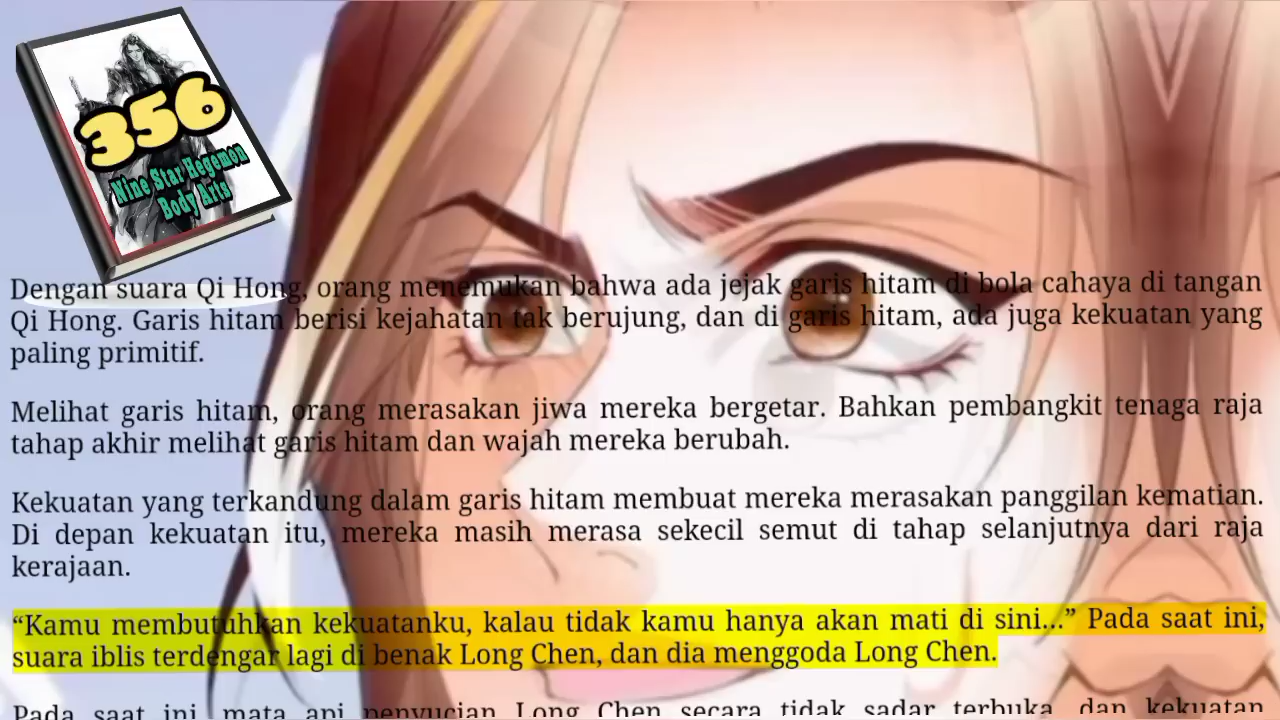 356
Nine Star Hegemon
Body Arts
Dengan suara Qi Hong, orang menemukan bahwa ada jejak garis hitam di bola cahaya di tangan
Qi Hong. Garis hitam berisi kejahatan tak berujung, dan di garis hitam, ada juga kekuatan yang
paling primitif.
Melihat garis hitam, orang merasakan jiwa mereka bergetar. Bahkan pembangkit tenaga raja
tahap akhir melihat garis hitam dan wajah mereka berubah.
Kekuatan yang terkandung dalam garis hitam membuat mereka merasakan panggilan kematian.
Di depan kekuatan itu, mereka masih merasa sekecil semut di tahap selanjutnya dari raja
kerajaan.
“Kamu membutuhkan kekuatanku, kalau tidak kamu hanya akan mati di sini...” Pada saat ini,
suara iblis terdengar lagi di benak Long Chen, dan dia menggoda Long Chen.
Pada saat ini, mata api penyucian Long Chen secara tidak sadar terbuka, dan kekuatan